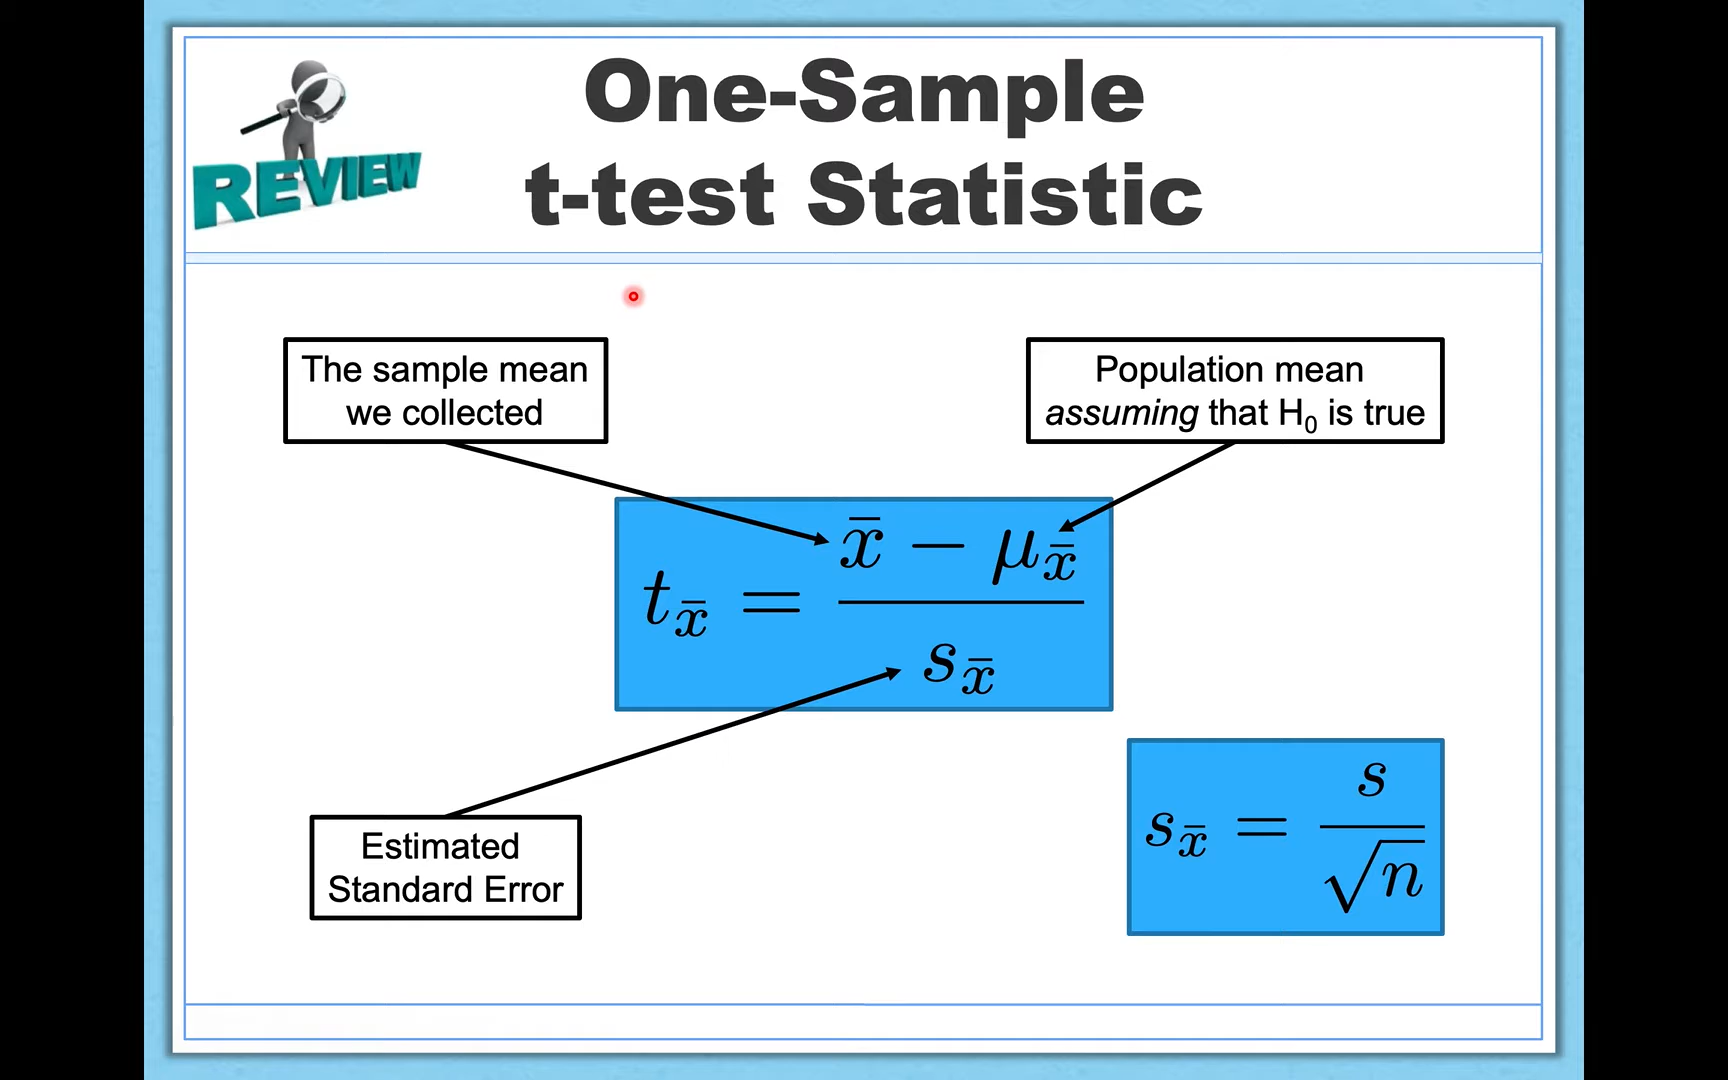 REVIEW
One-Sample
t-test Statistic
The sample mean
we collected
Population mean
assuming that H₀ is true
t_x̄ = (x̄ − μ_x̄) / s_x̄
Estimated
Standard Error
s_x̄ = s / √n